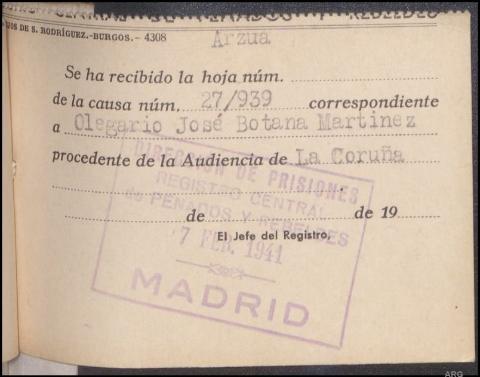 DE S. RODRÍGUEZ.-BURGOS.- 4308
Arzua
Se ha recibido la hoja núm.
de la causa núm. 27/939 correspondiente
a Olegario José Botana Martinez
procedente de la Audiencia de La Coruña
de de 19
El Jefe del Registro,
DIRECCIÓN DE PRISIONES
REGISTRO CENTRAL
de PENADOS Y REBELDES
7 FEB. 1941
MADRID
ARG